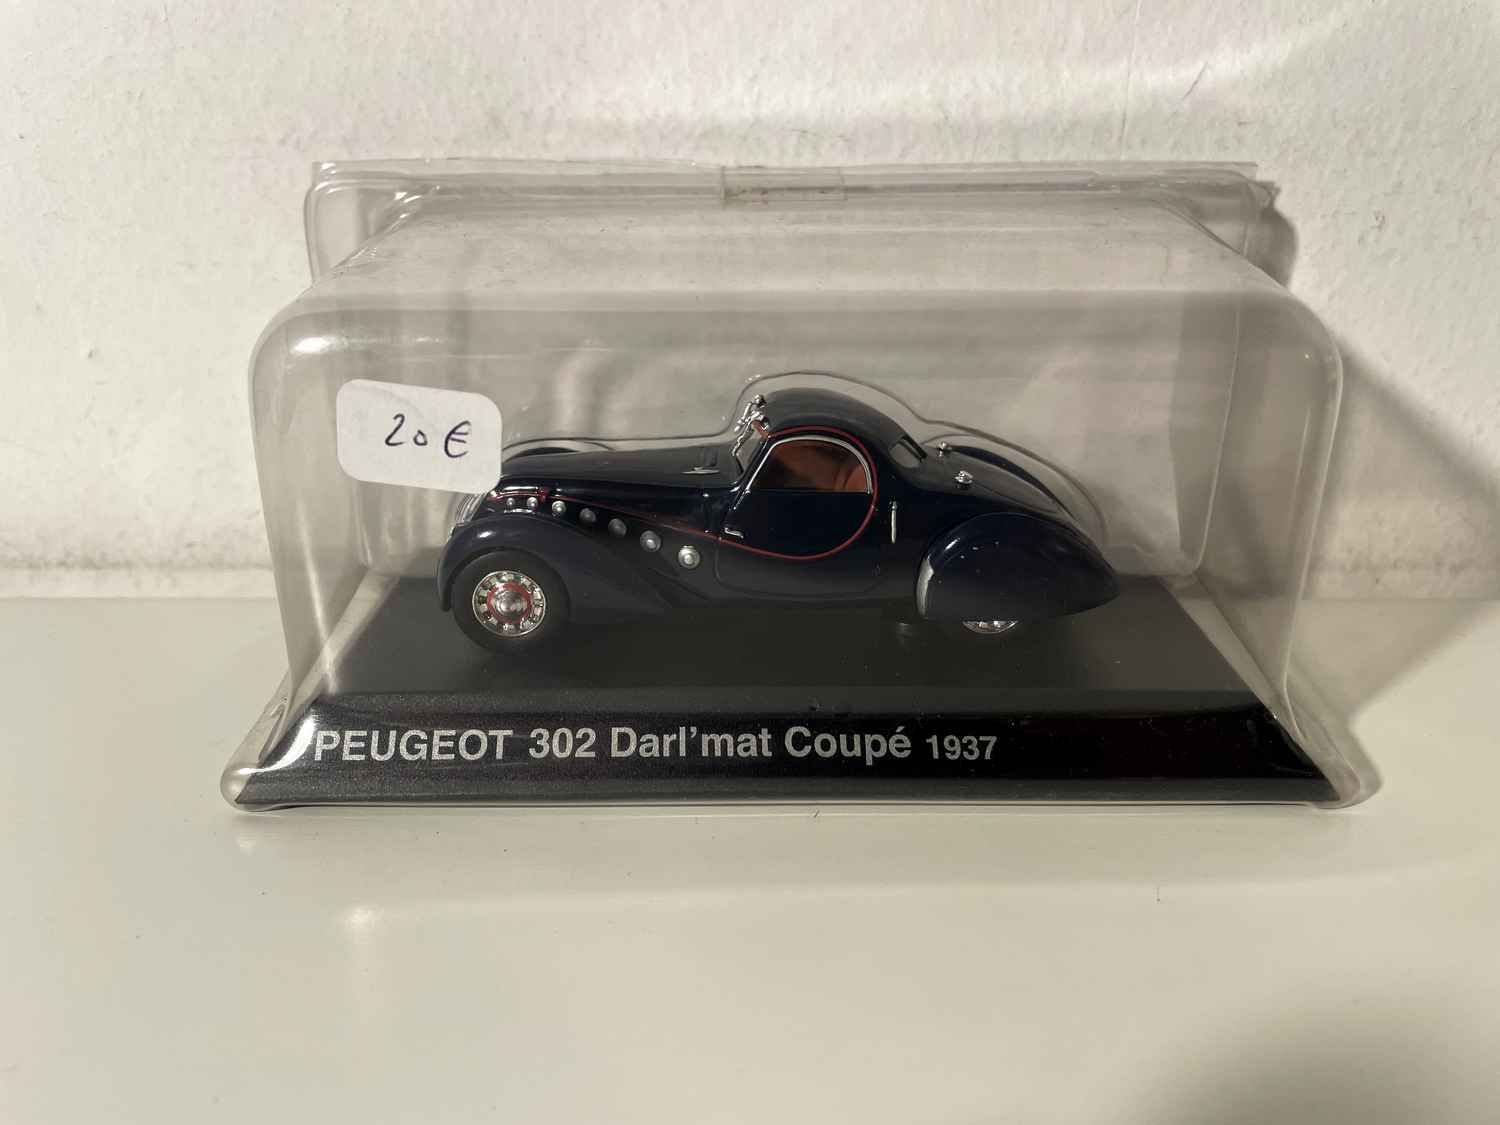 20 €
PEUGEOT 302 Darl'mat Coupé 1937